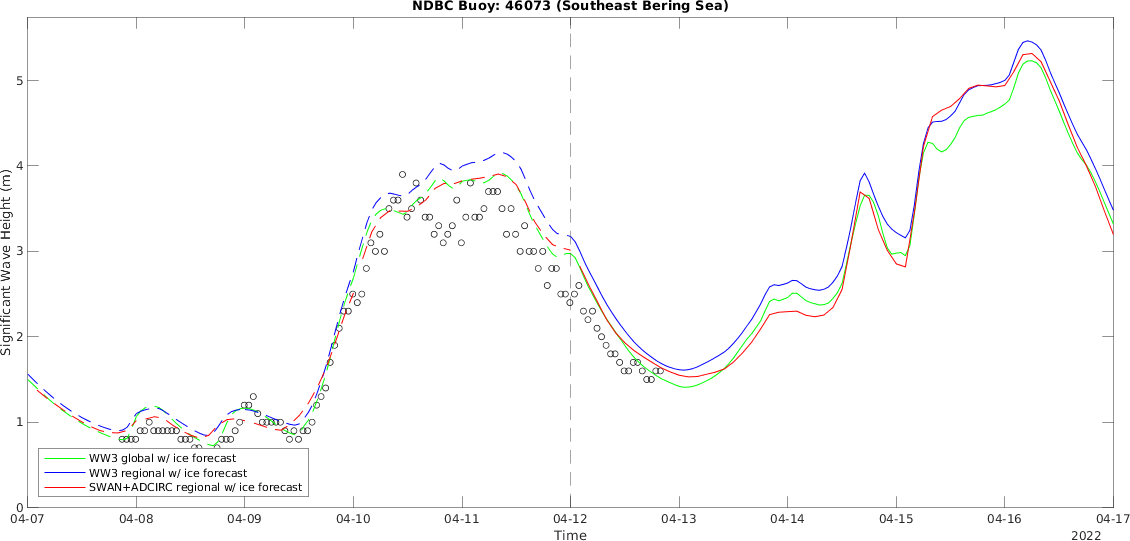 NDBC Buoy: 46073 (Southeast Bering Sea)
Significant Wave Height (m)
5
4
3
2
1
0
WW3 global w/ ice forecast
WW3 regional w/ ice forecast
SWAN+ADCIRC regional w/ ice forecast
04-07 04-08 04-09 04-10 04-11 04-12 04-13 04-14 04-15 04-16 04-17
Time
2022